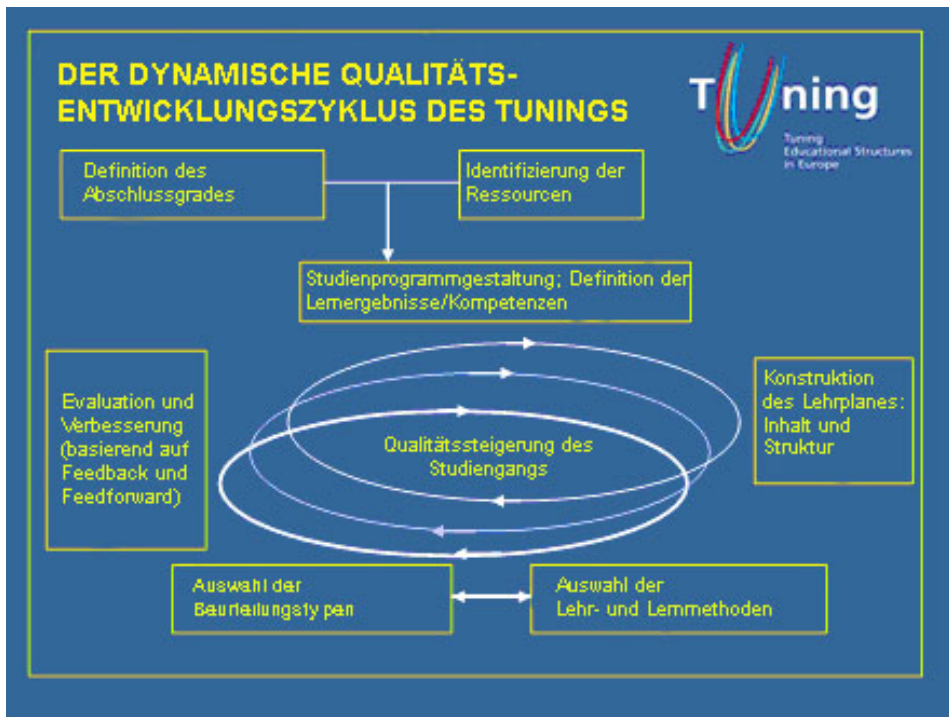 DER DYNAMISCHE QUALITÄTS-
ENTWICKLUNGSZYKLUS DES TUNINGS
Tuning
Tuning
Educational Structures
in Europe
Definition des
Abschlussgrades
Identifizierung der
Ressourcen
Studienprogrammgestaltung; Definition der
Lernergebnisse/Kompetenzen
Evaluation und
Verbesserung
(basierend auf
Feedback und
Feedforward)
Qualitätssteigerung des
Studiengangs
Konstruktion
des Lehrplanes:
Inhalt und
Struktur
Auswahl der
Beurteilungstypen
Auswahl der
Lehr- und Lernmethoden